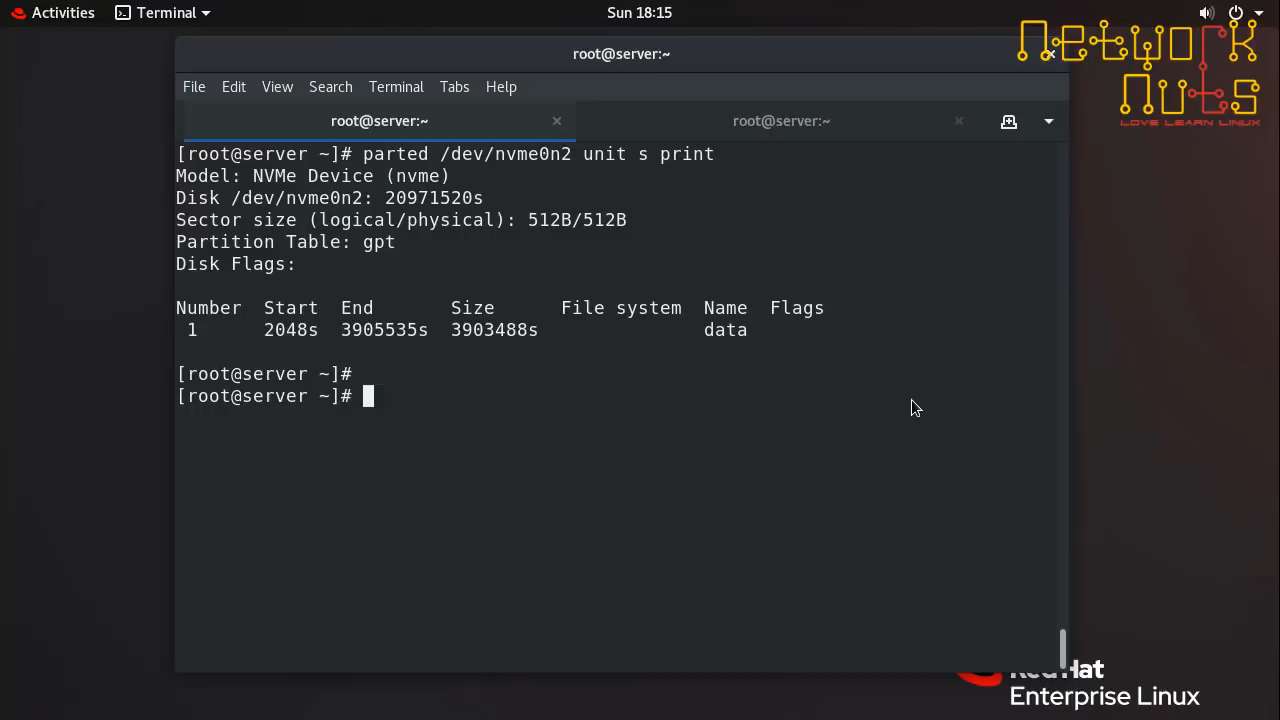 Activities Terminal Sun 18:15
NetwOrK
NUtS
LOVE LEARN LINUX
root@server:~
File Edit View Search Terminal Tabs Help
root@server:~ root@server:~
[root@server ~]# parted /dev/nvme0n2 unit s print
Model: NVMe Device (nvme)
Disk /dev/nvme0n2: 20971520s
Sector size (logical/physical): 512B/512B
Partition Table: gpt
Disk Flags:
Number Start End Size File system Name Flags
1 2048s 3905535s 3903488s data
[root@server ~]#
[root@server ~]#
Red Hat
Enterprise Linux